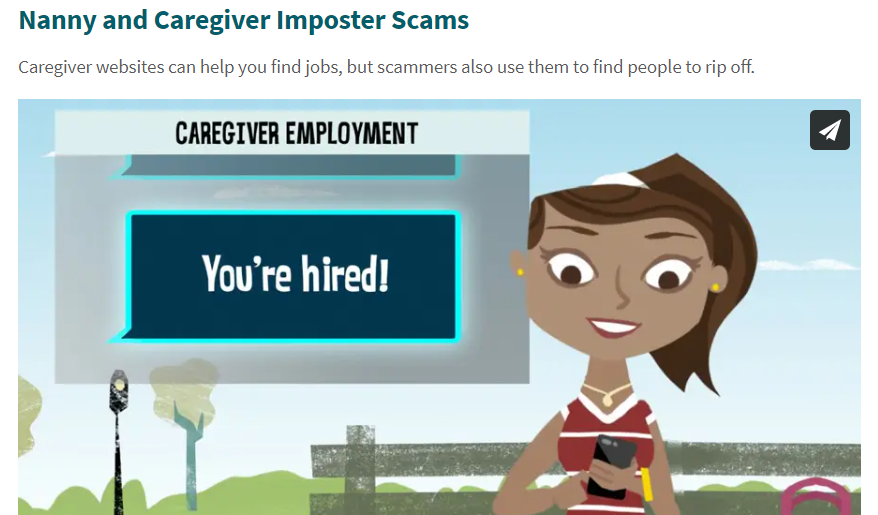 Nanny and Caregiver Imposter Scams
Caregiver websites can help you find jobs, but scammers also use them to find people to rip off.
CAREGIVER EMPLOYMENT
You're hired!